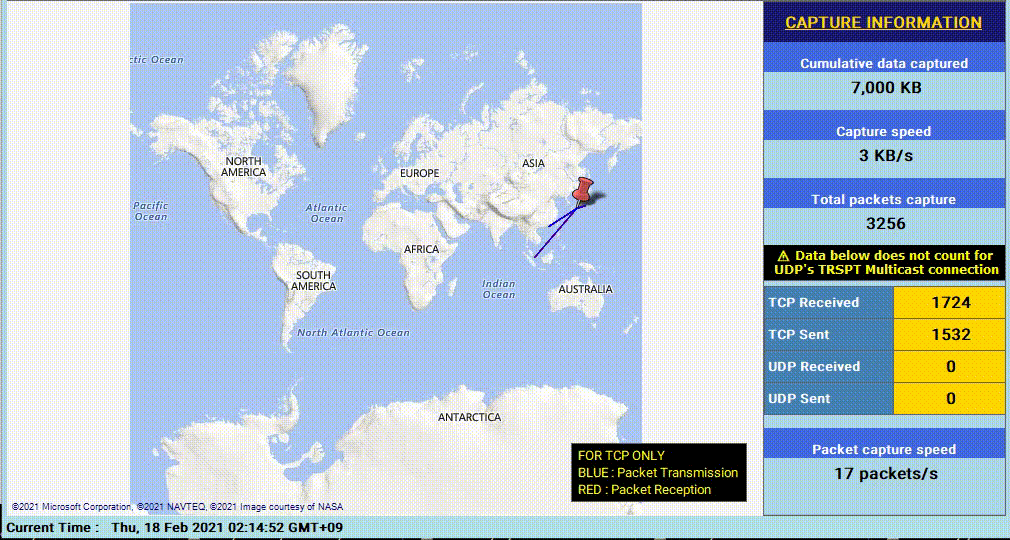 ctic Ocean
NORTH
AMERICA
Pacific
Ocean
Atlantic
Ocean
EUROPE
ASIA
AFRICA
SOUTH
AMERICA
Indian
Ocean
AUSTRALIA
North Atlantic Ocean
ANTARCTICA
FOR TCP ONLY
BLUE : Packet Transmission
RED : Packet Reception
©2021 Microsoft Corporation, ©2021 NAVTEQ, ©2021 Image courtesy of NASA
Current Time : Thu, 18 Feb 2021 02:14:52 GMT+09
CAPTURE INFORMATION
Cumulative data captured
7,000 KB
Capture speed
3 KB/s
Total packets capture
3256
⚠ Data below does not count for
UDP's TRSPT Multicast connection
TCP Received 1724
TCP Sent 1532
UDP Received 0
UDP Sent 0
Packet capture speed
17 packets/s